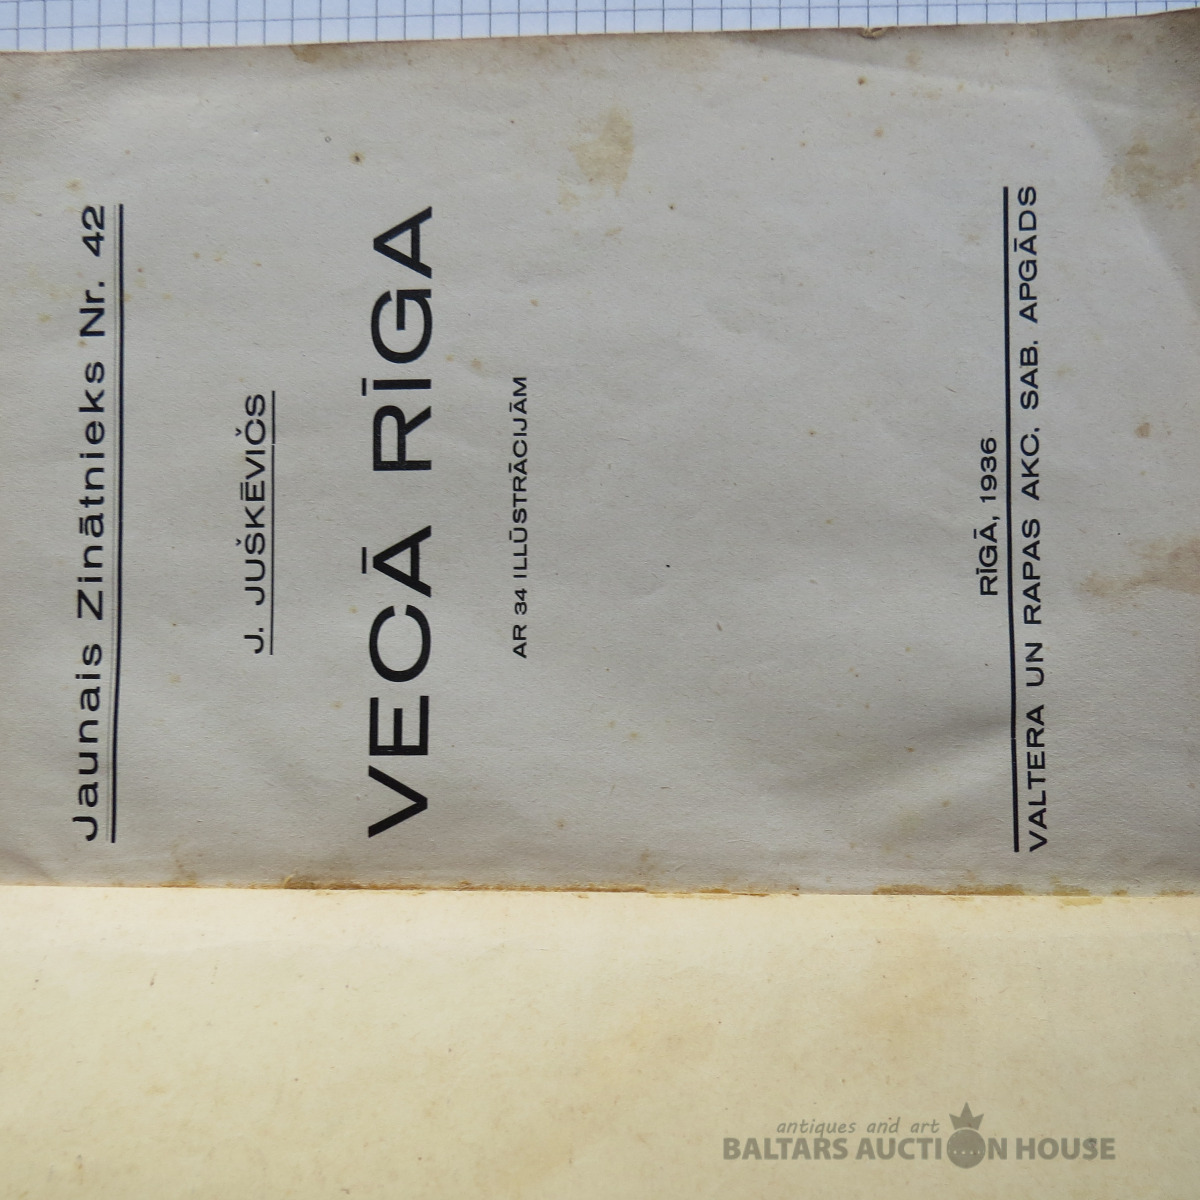 Jaunais Zinātnieks Nr. 42
J. JUŠKĒVIČS
VECĀ RĪGA
AR 34 ILLŪSTRĀCIJĀM
RĪGĀ, 1936
VALTERA UN RAPAS AKC. SAB. APGĀDS
antiques and art
BALTARS AUCTION HOUSE